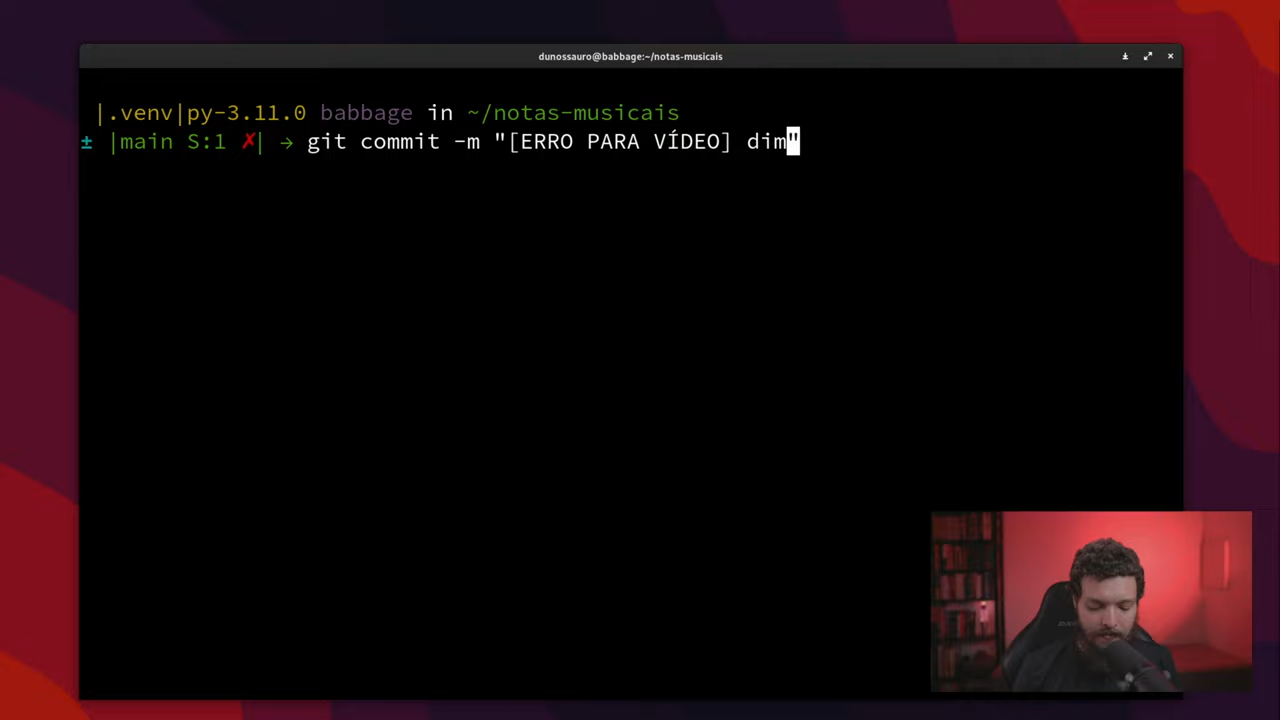 dunossauro@babbage:~/notas-musicais
|.venv|py-3.11.0 babbage in ~/notas-musicais
± |main S:1 ✗| → git commit -m "[ERRO PARA VÍDEO] dim"